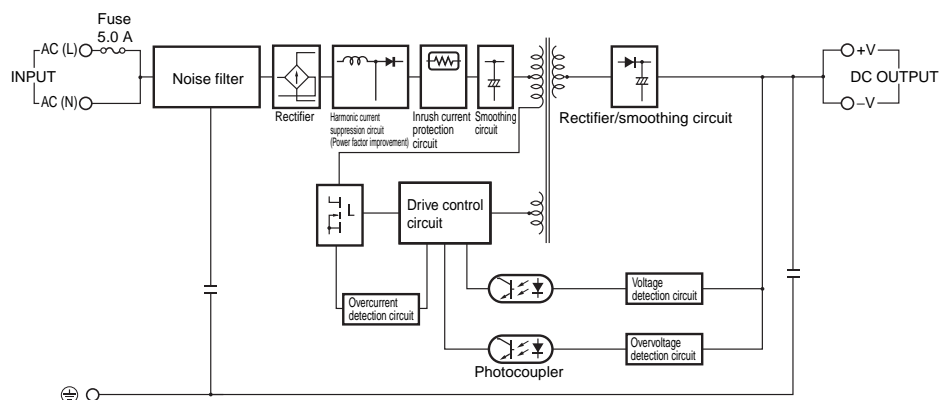 Fuse
5.0 A
AC (L)
INPUT
AC (N)
Noise filter
Rectifier
Harmonic current
suppression circuit
(Power factor improvement)
Inrush current
protection
circuit
Smoothing
circuit
Rectifier/smoothing circuit
+V
DC OUTPUT
−V
Drive control
circuit
Overcurrent
detection circuit
Voltage
detection circuit
Overvoltage
detection circuit
Photocoupler